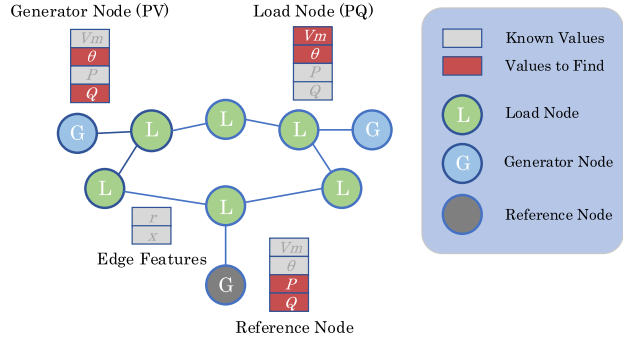 Generator Node (PV)
Load Node (PQ)
Vm
θ
P
Q
Vm
θ
P
Q
Known Values
Values to Find
L
Load Node
G
Generator Node
Reference Node
G
L
L
L
G
L
L
L
r
x
Edge Features
G
Vm
θ
P
Q
Reference Node